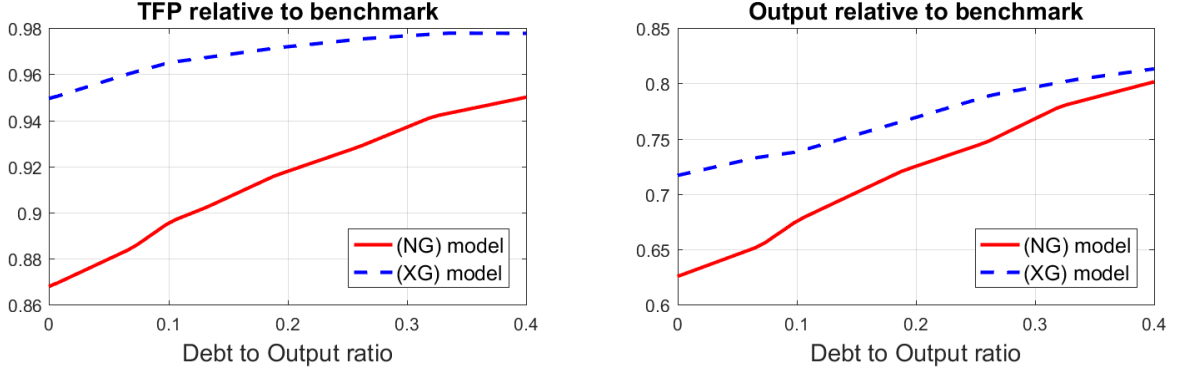 TFP relative to benchmark
0.98
0.96
0.94
0.92
0.9
0.88
0.86
0 0.1 0.2 0.3 0.4
Debt to Output ratio
(NG) model
(XG) model
Output relative to benchmark
0.85
0.8
0.75
0.7
0.65
0.6
0 0.1 0.2 0.3 0.4
Debt to Output ratio
(NG) model
(XG) model